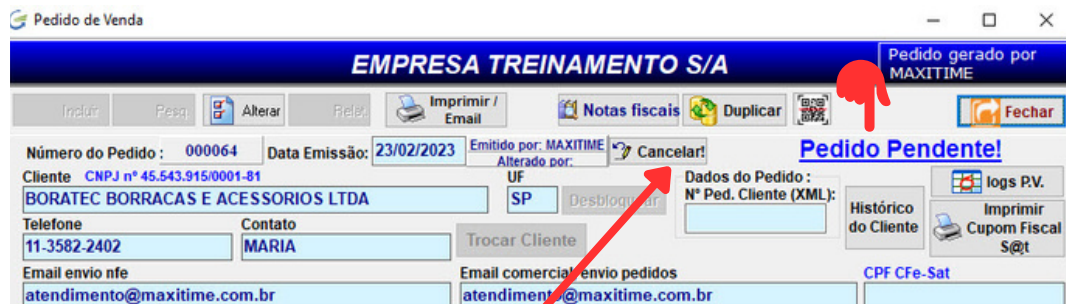 Pedido de Venda
EMPRESA TREINAMENTO S/A
Pedido gerado por
MAXITIME
Incluir Pesq. Alterar Relat. Imprimir / Email Notas fiscais Duplicar Fechar
Número do Pedido : 000064 Data Emissão: 23/02/2023 Emitido por: MAXITIME Cancelar! Pedido Pendente!
Alterado por:
Cliente CNPJ nº 45.543.915/0001-81 UF Dados do Pedido : logs P.V.
BORATEC BORRACAS E ACESSORIOS LTDA SP Desbloquear Nº Ped. Cliente (XML):
Telefone Contato Histórico do Cliente Imprimir Cupom Fiscal S@t
11-3582-2402 MARIA Trocar Cliente
Email envio nfe Email comercial/envio pedidos CPF CFe-Sat
atendimento@maxitime.com.br atendimento@maxitime.com.br